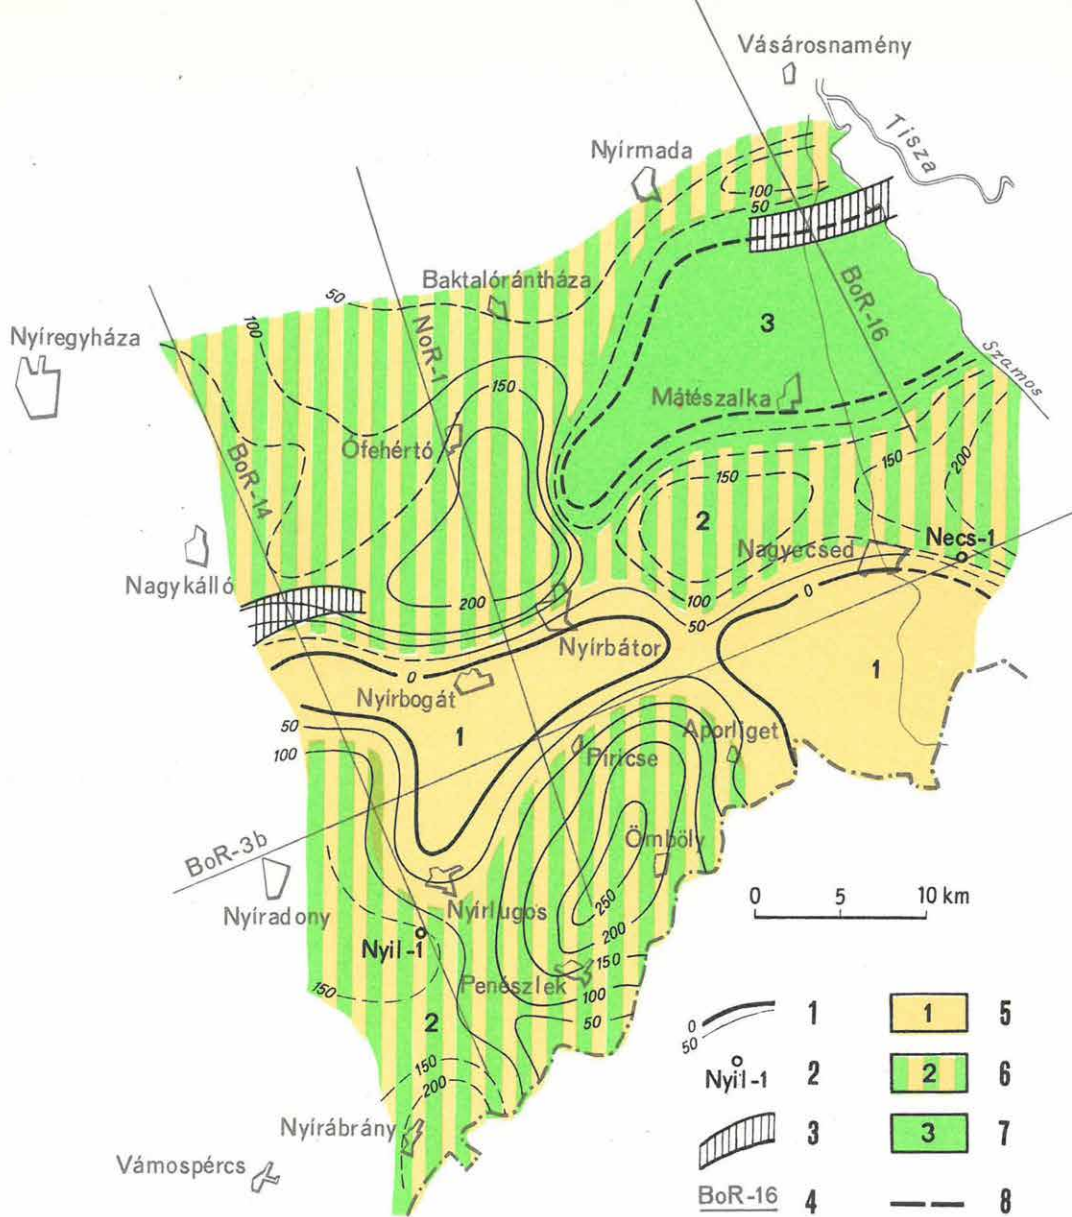 Vásárosnamény
Tisza
Nyírmada
100
50
Baktalórántháza
50
100
NoR-1
BoR-16
3
Nyíregyháza
Szamos
150
Mátészalka
Ófehértó
BoR-14
150
200
150
2
Necs-1
Nagyecsed
Nagykálló
200
100
50
0
Nyírbátor
0
Nyírbogát
1
1
50
100
Aporliget
Piricse
BoR-3b
Ömböly
Nyíradony
Nyírlugos
250
200
150
100
50
Nyil-1
Penészlek
150
2
150
200
Nyírábrány
Vámospércs
0 5 10 km
0
50
1
1 5
Nyil-1 2
2 6
3
3 7
BoR-16 4
8